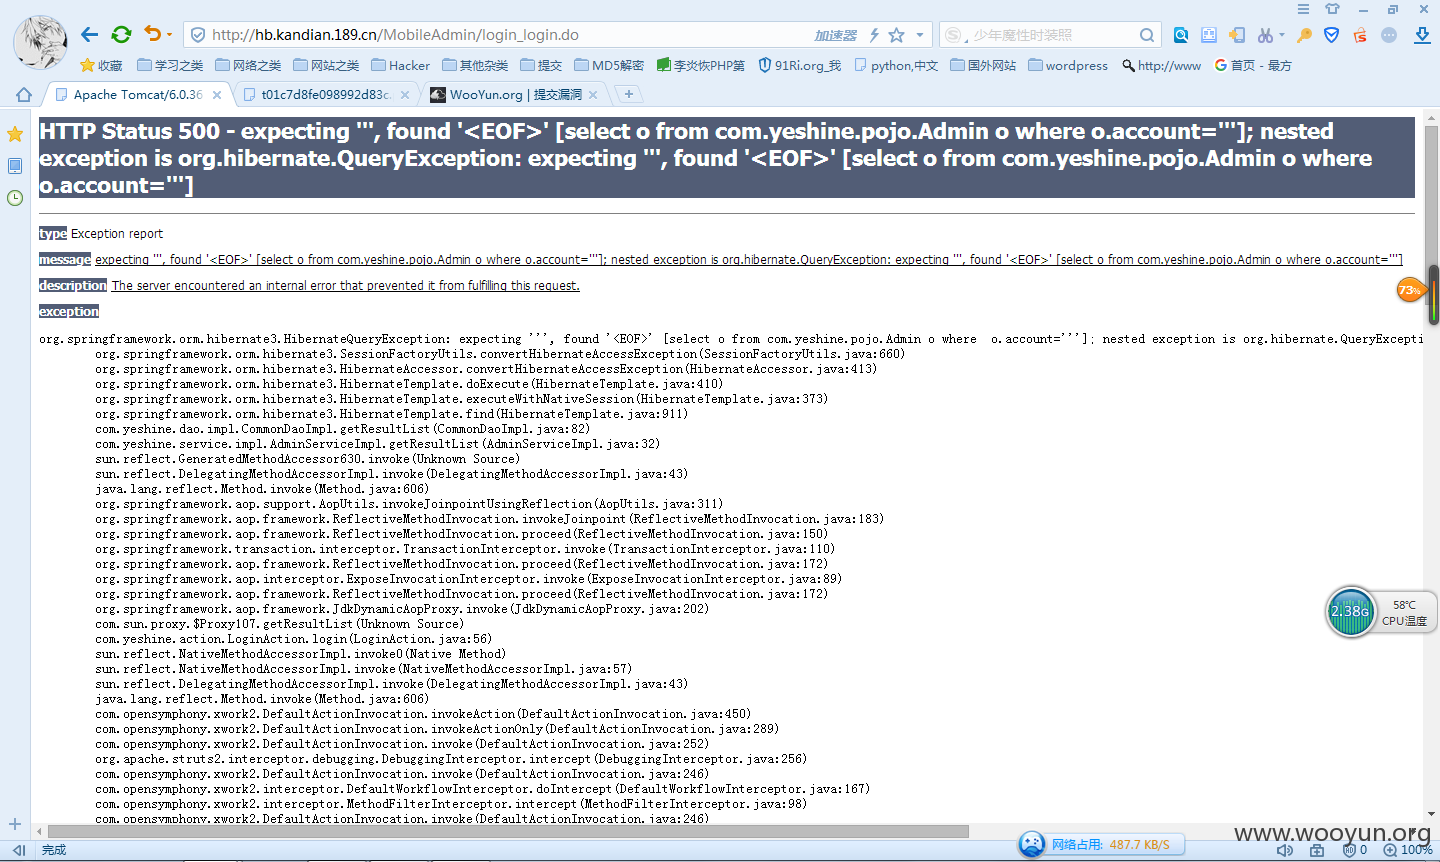 http://hb.kandian.189.cn/MobileAdmin/login_login.do
加速器
少年魔性时装照
收藏 学习之类 网络之类 网站之类 Hacker 其他杂类 提交 MD5解密 李炎恢PHP第 91Ri.org_我 python,中文 国外网站 wordpress http://www 首页 - 最方
Apache Tomcat/6.0.36 t01c7d8fe098992d83c. WooYun.org | 提交漏洞
HTTP Status 500 - expecting ''', found '<EOF>' [select o from com.yeshine.pojo.Admin o where o.account=''']; nested
exception is org.hibernate.QueryException: expecting ''', found '<EOF>' [select o from com.yeshine.pojo.Admin o where
o.account=''']
type Exception report
message expecting ''', found '<EOF>' [select o from com.yeshine.pojo.Admin o where o.account=''']; nested exception is org.hibernate.QueryException: expecting ''', found '<EOF>' [select o from com.yeshine.pojo.Admin o where o.account=''']
description The server encountered an internal error that prevented it from fulfilling this request.
73%
exception
org.springframework.orm.hibernate3.HibernateQueryException: expecting ''', found '<EOF>' [select o from com.yeshine.pojo.Admin o where  o.account=''']; nested exception is org.hibernate.QueryExcepti
org.springframework.orm.hibernate3.SessionFactoryUtils.convertHibernateAccessException(SessionFactoryUtils.java:660)
org.springframework.orm.hibernate3.HibernateAccessor.convertHibernateAccessException(HibernateAccessor.java:413)
org.springframework.orm.hibernate3.HibernateTemplate.doExecute(HibernateTemplate.java:410)
org.springframework.orm.hibernate3.HibernateTemplate.executeWithNativeSession(HibernateTemplate.java:373)
org.springframework.orm.hibernate3.HibernateTemplate.find(HibernateTemplate.java:911)
com.yeshine.dao.impl.CommonDaoImpl.getResultList(CommonDaoImpl.java:82)
com.yeshine.service.impl.AdminServiceImpl.getResultList(AdminServiceImpl.java:32)
sun.reflect.GeneratedMethodAccessor630.invoke(Unknown Source)
sun.reflect.DelegatingMethodAccessorImpl.invoke(DelegatingMethodAccessorImpl.java:43)
java.lang.reflect.Method.invoke(Method.java:606)
org.springframework.aop.support.AopUtils.invokeJoinpointUsingReflection(AopUtils.java:311)
org.springframework.aop.framework.ReflectiveMethodInvocation.invokeJoinpoint(ReflectiveMethodInvocation.java:183)
org.springframework.aop.framework.ReflectiveMethodInvocation.proceed(ReflectiveMethodInvocation.java:150)
org.springframework.transaction.interceptor.TransactionInterceptor.invoke(TransactionInterceptor.java:110)
org.springframework.aop.framework.ReflectiveMethodInvocation.proceed(ReflectiveMethodInvocation.java:172)
org.springframework.aop.interceptor.ExposeInvocationInterceptor.invoke(ExposeInvocationInterceptor.java:89)
org.springframework.aop.framework.ReflectiveMethodInvocation.proceed(ReflectiveMethodInvocation.java:172)
org.springframework.aop.framework.JdkDynamicAopProxy.invoke(JdkDynamicAopProxy.java:202)
com.sun.proxy.$Proxy107.getResultList(Unknown Source)
com.yeshine.action.LoginAction.login(LoginAction.java:56)
sun.reflect.NativeMethodAccessorImpl.invoke0(Native Method)
sun.reflect.NativeMethodAccessorImpl.invoke(NativeMethodAccessorImpl.java:57)
sun.reflect.DelegatingMethodAccessorImpl.invoke(DelegatingMethodAccessorImpl.java:43)
java.lang.reflect.Method.invoke(Method.java:606)
com.opensymphony.xwork2.DefaultActionInvocation.invokeAction(DefaultActionInvocation.java:450)
com.opensymphony.xwork2.DefaultActionInvocation.invokeActionOnly(DefaultActionInvocation.java:289)
com.opensymphony.xwork2.DefaultActionInvocation.invoke(DefaultActionInvocation.java:252)
org.apache.struts2.interceptor.debugging.DebuggingInterceptor.intercept(DebuggingInterceptor.java:256)
com.opensymphony.xwork2.DefaultActionInvocation.invoke(DefaultActionInvocation.java:246)
com.opensymphony.xwork2.interceptor.DefaultWorkflowInterceptor.doIntercept(DefaultWorkflowInterceptor.java:167)
com.opensymphony.xwork2.interceptor.MethodFilterInterceptor.intercept(MethodFilterInterceptor.java:98)
com.opensymphony.xwork2.DefaultActionInvocation.invoke(DefaultActionInvocation.java:246)
2.38G
58℃
CPU温度
www.wooyun.org
完成
网络占用: 487.7 KB/S
0
100%